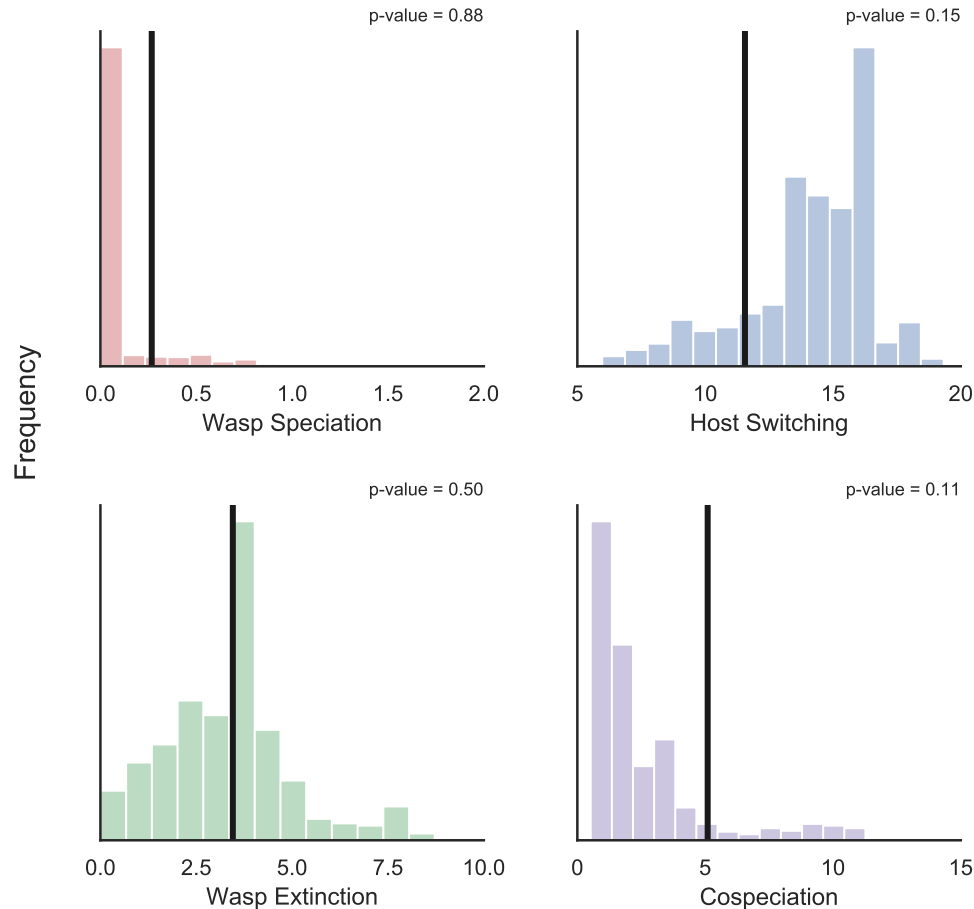 p-value = 0.88
p-value = 0.15
0.0 0.5 1.0 1.5 2.0
Wasp Speciation
5 10 15 20
Host Switching
Frequency
p-value = 0.50
p-value = 0.11
0.0 2.5 5.0 7.5 10.0
Wasp Extinction
0 5 10 15
Cospeciation